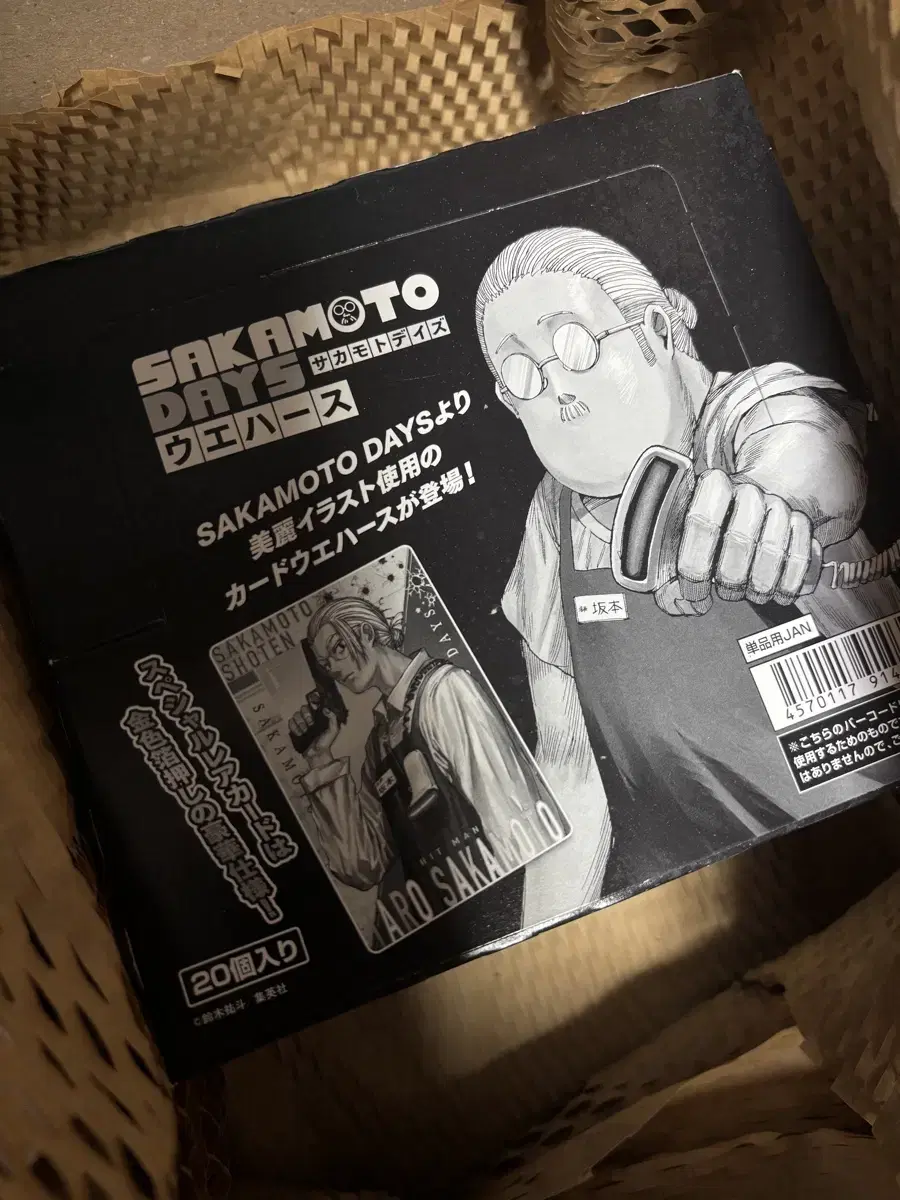 SAKAMOTO
DAYS サカモトデイズ
ウエハース
SAKAMOTO DAYSより
美麗イラスト使用の
カードウエハースが登場!
SAKAMOTO
SHOTEN
SAKAMO
DAYS
HIT MAN
ARO SAKAMOTO
坂本
スペシャルレアカードは
金色箔押しの豪華仕様!
20個入り
©鈴木祐斗/集英社
単品用JAN
4570117 914
※こちらのバーコードは
使用するためのもので
はありませんので、ご